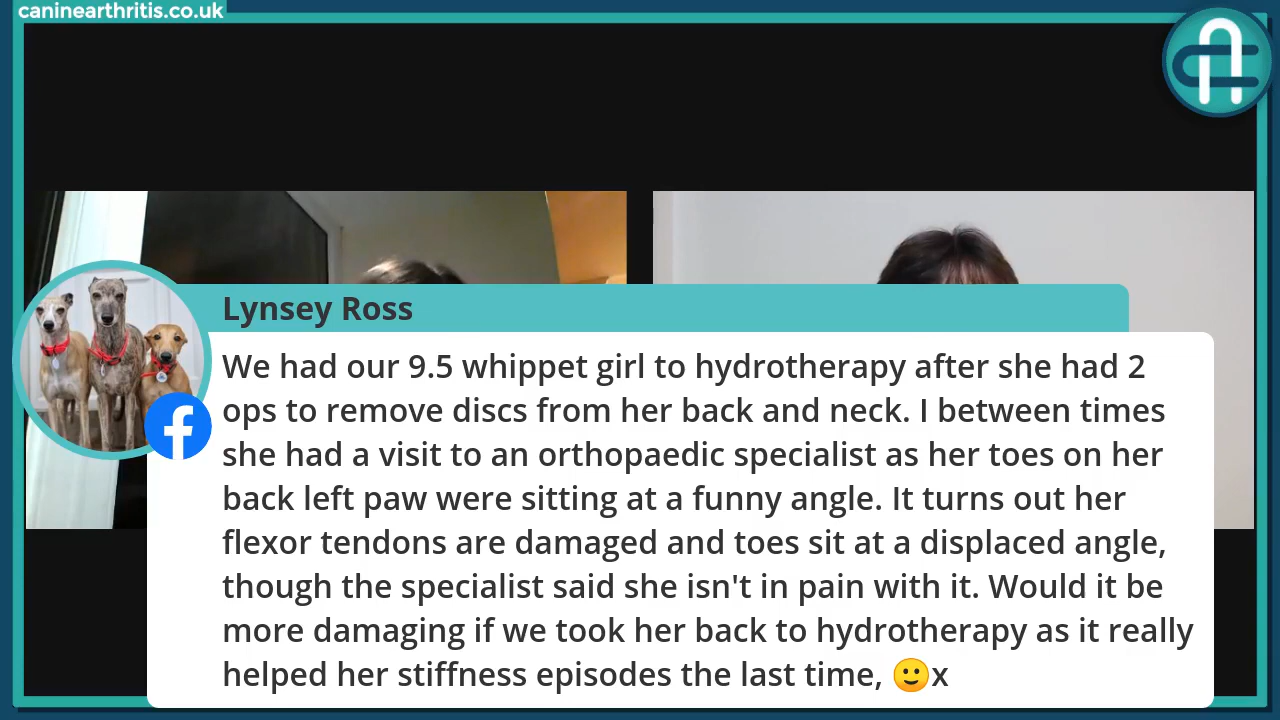 caninearthritis.co.uk
Lynsey Ross
We had our 9.5 whippet girl to hydrotherapy after she had 2
ops to remove discs from her back and neck. I between times
she had a visit to an orthopaedic specialist as her toes on her
back left paw were sitting at a funny angle. It turns out her
flexor tendons are damaged and toes sit at a displaced angle,
though the specialist said she isn't in pain with it. Would it be
more damaging if we took her back to hydrotherapy as it really
helped her stiffness episodes the last time, 🙂x